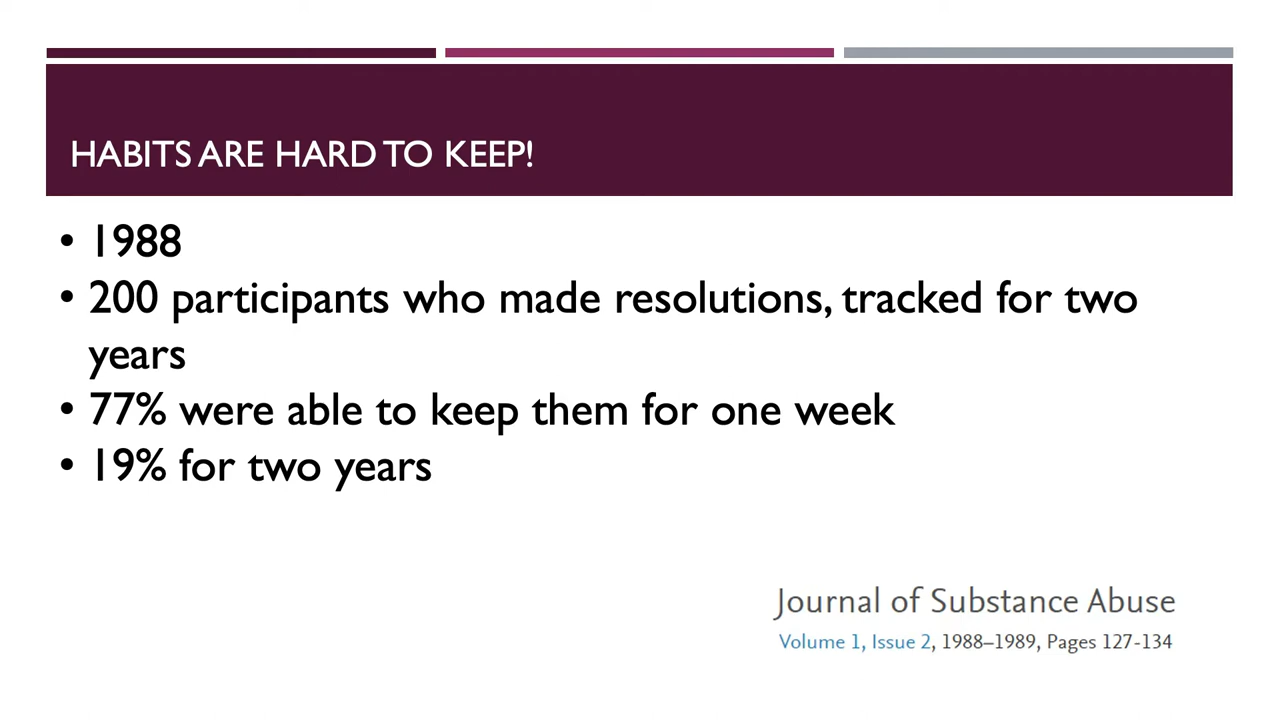 HABITS ARE HARD TO KEEP!
• 1988
• 200 participants who made resolutions, tracked for two
years
• 77% were able to keep them for one week
• 19% for two years
Journal of Substance Abuse
Volume 1, Issue 2, 1988–1989, Pages 127-134